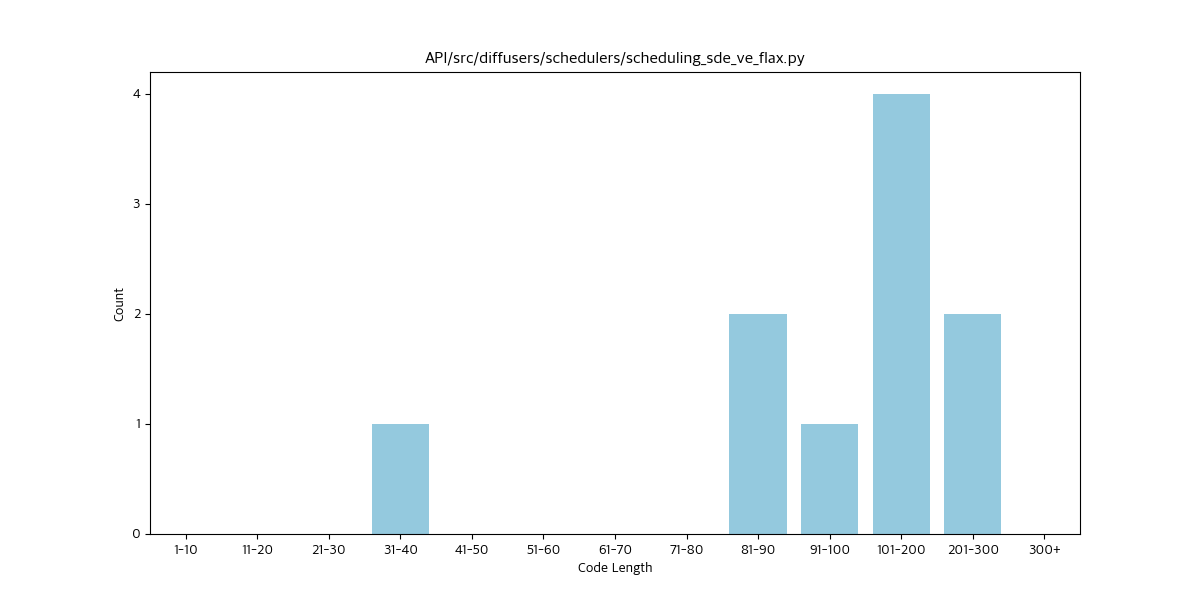 API/src/diffusers/schedulers/scheduling_sde_ve_flax.py
4
3
2
1
0
Count
1-10 11-20 21-30 31-40 41-50 51-60 61-70 71-80 81-90 91-100 101-200 201-300 300+
Code Length